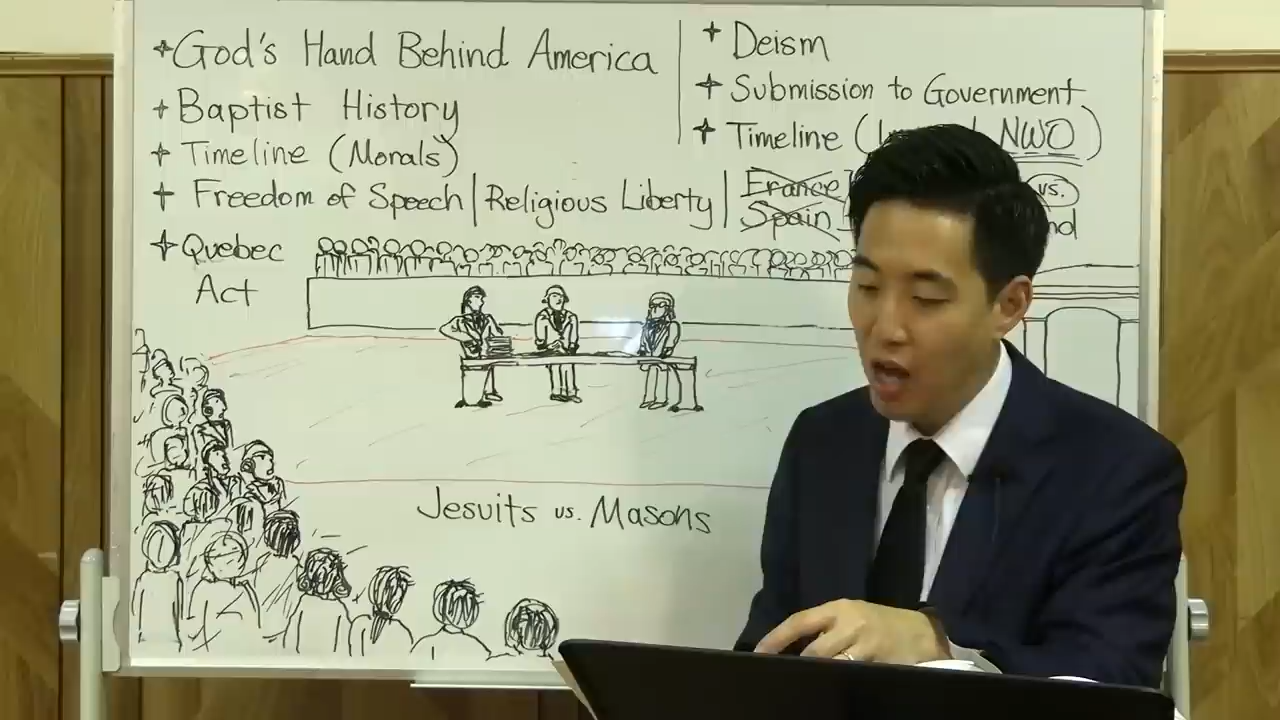 God's Hand Behind America
Baptist History
Timeline (Morals)
Freedom of Speech | Religious Liberty | France
Spain
Quebec
Act
Deism
Submission to Government
Timeline ( NWO)
vs.
Jesuits vs. Masons